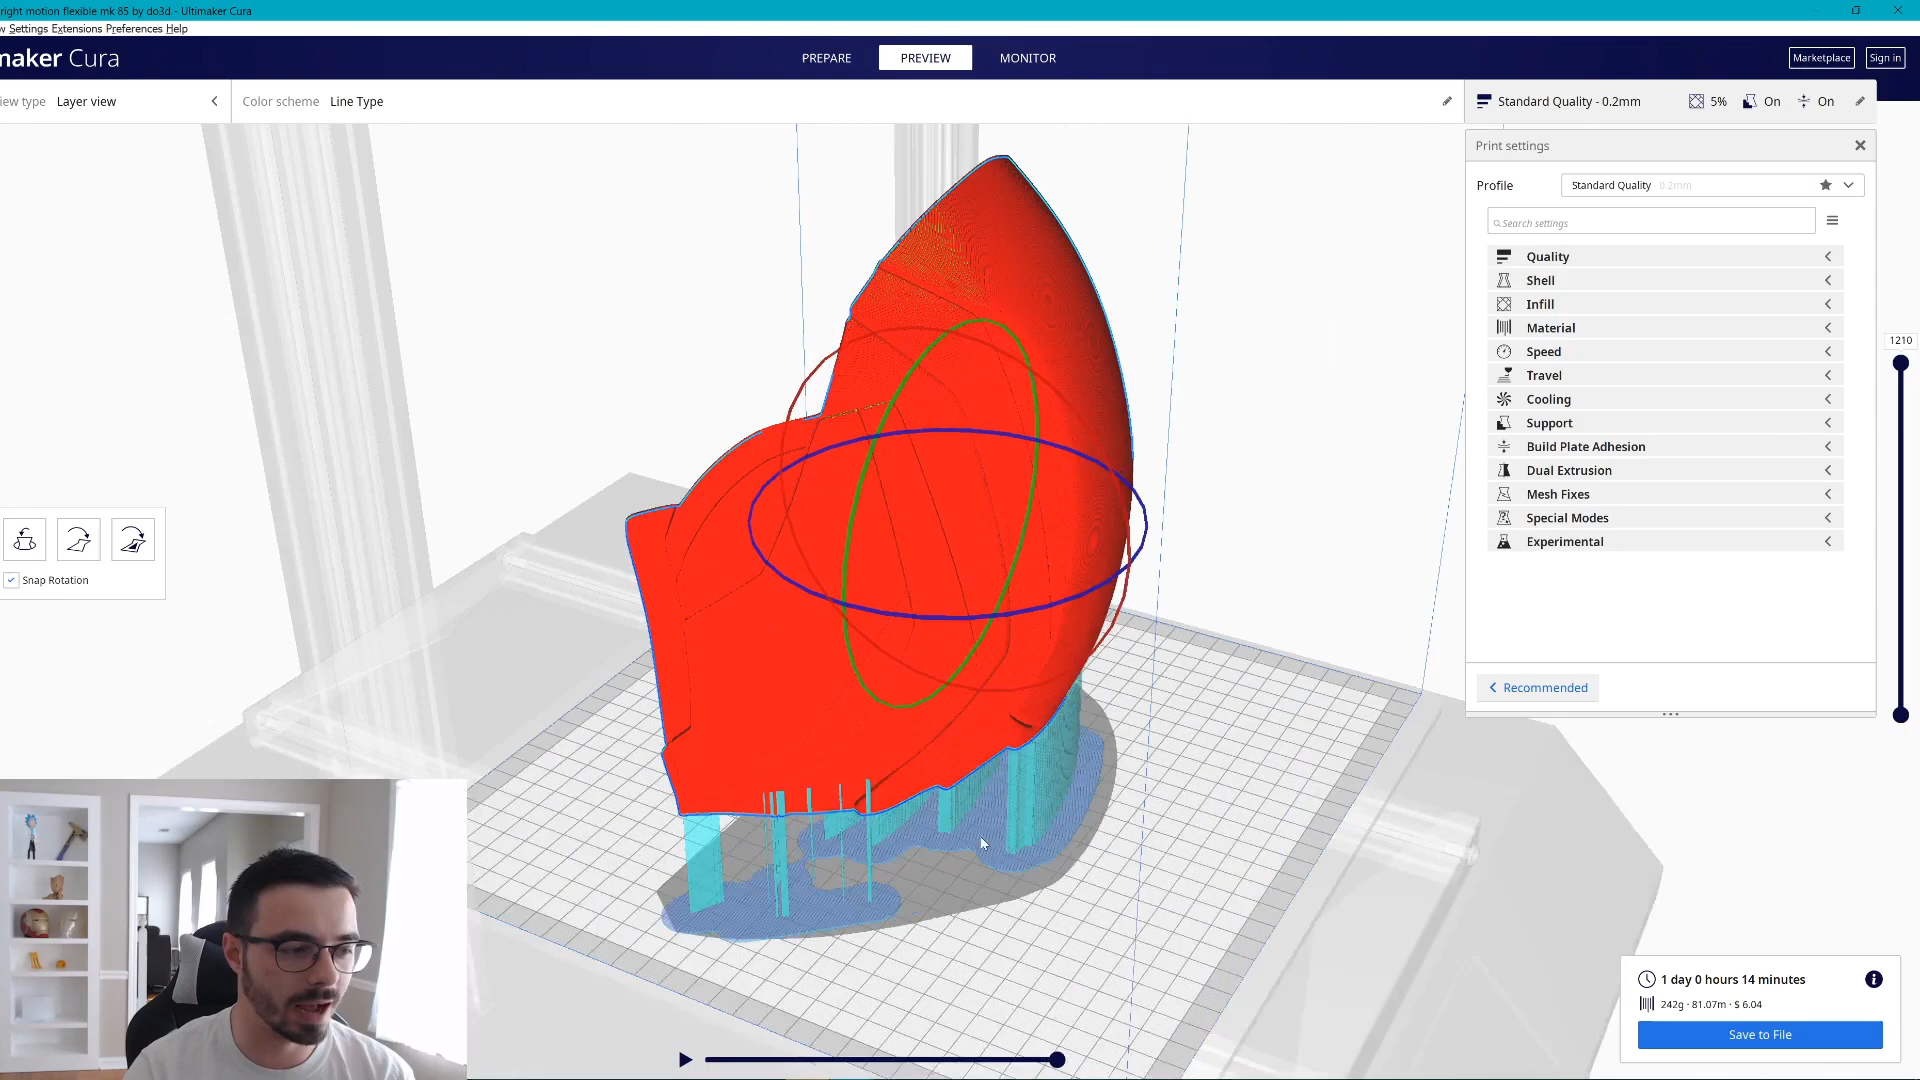 right motion flexible mk 85 by do3d - Ultimaker Cura
w Settings Extensions Preferences Help
maker Cura
PREPARE
PREVIEW
MONITOR
Marketplace
Sign in
iew type Layer view
Color scheme Line Type
Standard Quality - 0.2mm
5%
On
On
Print settings
Profile
Standard Quality - 0.2mm
Search settings
Quality
Shell
Infill
Material
Speed
Travel
Cooling
Support
Build Plate Adhesion
Dual Extrusion
Mesh Fixes
Special Modes
Experimental
Recommended
1210
Snap Rotation
1 day 0 hours 14 minutes
242g · 81.07m · $ 6.04
Save to File